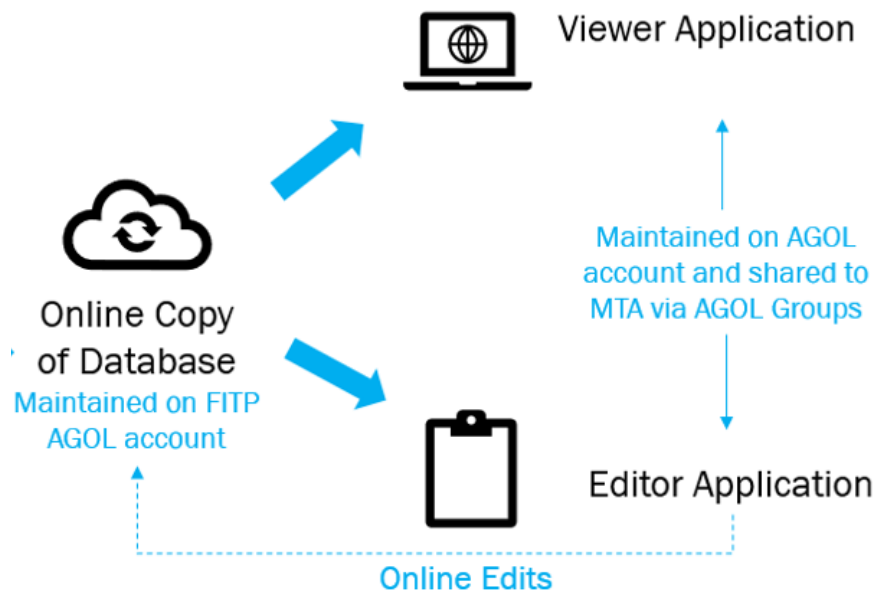 Viewer Application
Maintained on AGOL
account and shared to
MTA via AGOL Groups
Online Copy
of Database
Maintained on FITP
AGOL account
Editor Application
Online Edits